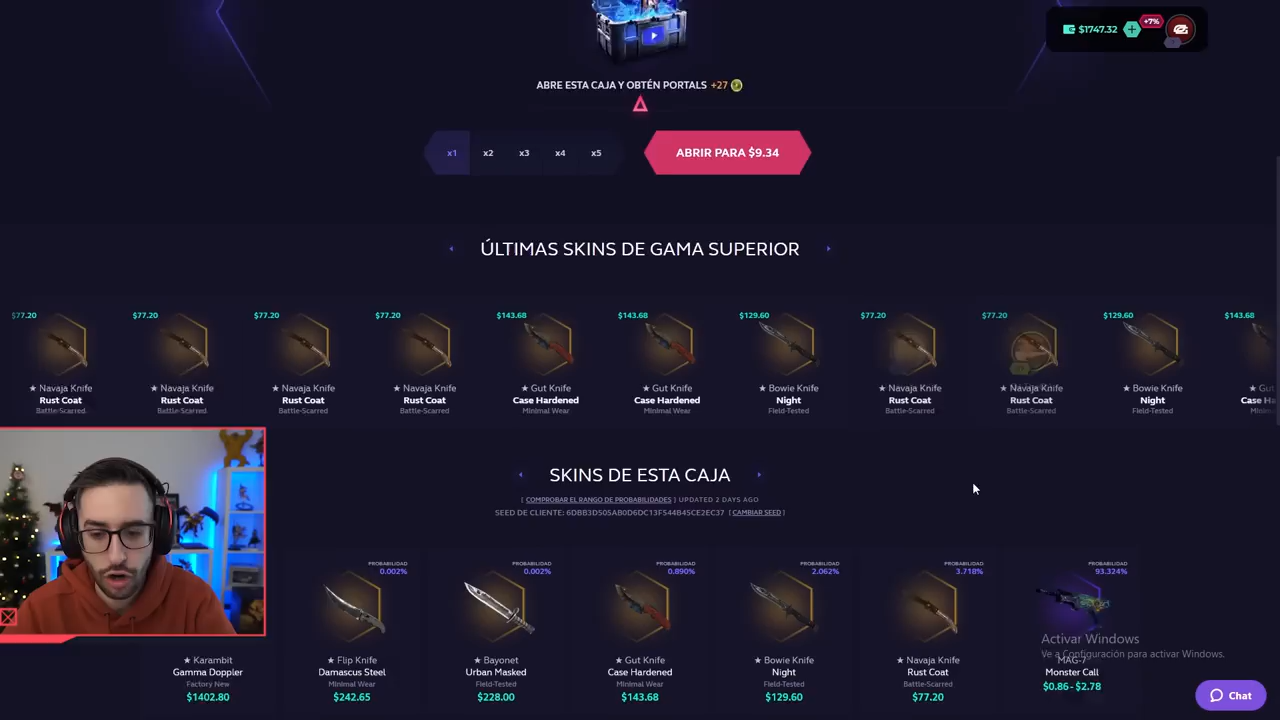 $1747.32
+7%
ABRE ESTA CAJA Y OBTÉN PORTALS +27
x1 x2 x3 x4 x5
ABRIR PARA $9.34
ÚLTIMAS SKINS DE GAMA SUPERIOR
$77.20 $77.20 $77.20 $77.20 $143.68 $143.68 $129.60 $77.20 $77.20 $129.60 $143.68
★ Navaja Knife ★ Navaja Knife ★ Navaja Knife ★ Navaja Knife ★ Gut Knife ★ Gut Knife ★ Bowie Knife ★ Navaja Knife ★ Navaja Knife ★ Bowie Knife ★ Gut
Rust Coat Rust Coat Rust Coat Rust Coat Case Hardened Case Hardened Night Rust Coat Rust Coat Night Case Ha
Battle-Scarred Battle-Scarred Battle-Scarred Battle-Scarred Minimal Wear Minimal Wear Field-Tested Battle-Scarred Battle-Scarred Field-Tested Minim
SKINS DE ESTA CAJA
[ COMPROBAR EL RANGO DE PROBABILIDADES ] UPDATED 2 DAYS AGO
SEED DE CLIENTE: 6DBB3D505AB0D6DC13F544B45CE2EC37 [ CAMBIAR SEED ]
PROBABILIDAD PROBABILIDAD PROBABILIDAD PROBABILIDAD PROBABILIDAD PROBABILIDAD
0.002% 0.002% 0.890% 2.062% 3.718% 93.324%
★ Karambit ★ Flip Knife ★ Bayonet ★ Gut Knife ★ Bowie Knife ★ Navaja Knife MAG-7
Gamma Doppler Damascus Steel Urban Masked Case Hardened Night Rust Coat Monster Call
Factory New Minimal Wear Field-Tested Minimal Wear Field-Tested Battle-Scarred
$1402.80 $242.65 $228.00 $143.68 $129.60 $77.20 $0.86 - $2.78
Activar Windows
Ve a Configuración para activar Windows.
Chat